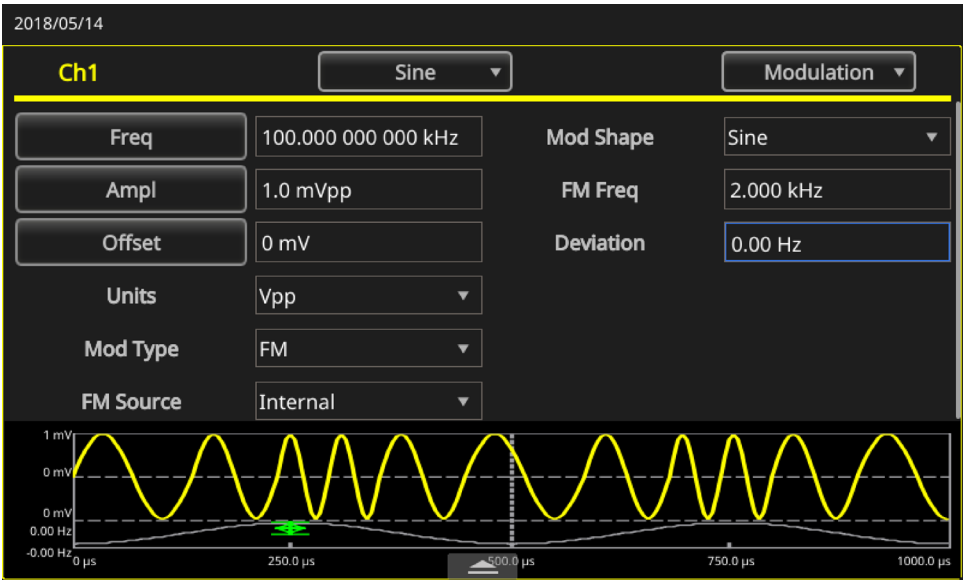 2018/05/14
Ch1 Sine Modulation
Freq 100.000 000 000 kHz Mod Shape Sine
Ampl 1.0 mVpp FM Freq 2.000 kHz
Offset 0 mV Deviation 0.00 Hz
Units Vpp
Mod Type FM
FM Source Internal
1 mV
0 mV
0 mV
0.00 Hz
-0.00 Hz
0 µs 250.0 µs 500.0 µs 750.0 µs 1000.0 µs